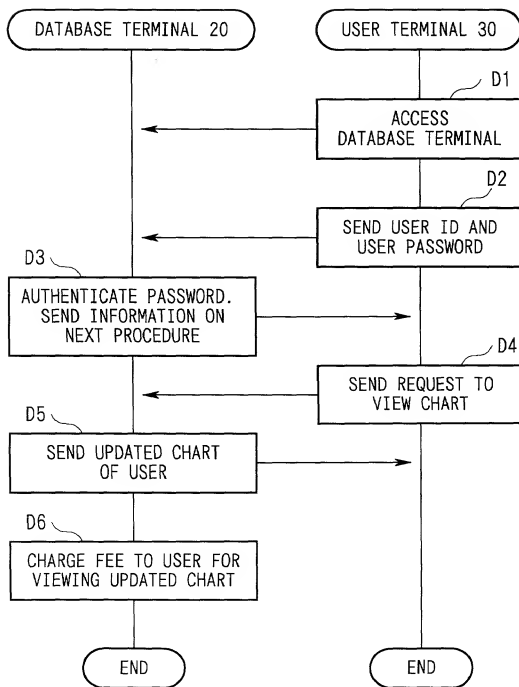 DATABASE TERMINAL 20
USER TERMINAL 30
D1
ACCESS
DATABASE TERMINAL
D2
SEND USER ID AND
USER PASSWORD
D3
AUTHENTICATE PASSWORD.
SEND INFORMATION ON
NEXT PROCEDURE
D4
SEND REQUEST TO
VIEW CHART
D5
SEND UPDATED CHART
OF USER
D6
CHARGE FEE TO USER FOR
VIEWING UPDATED CHART
END
END